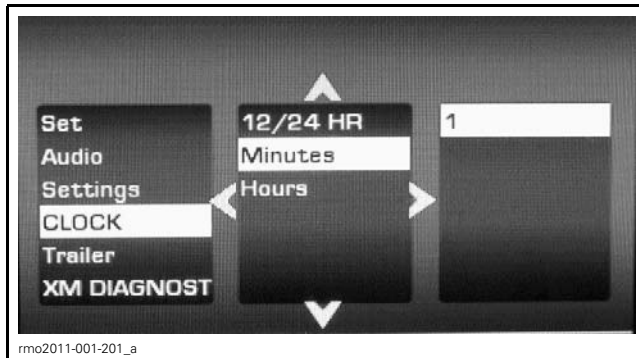 Set
Audio
Settings
CLOCK
Trailer
XM DIAGNOST
12/24 HR
Minutes
Hours
1
rmo2011-001-201_a